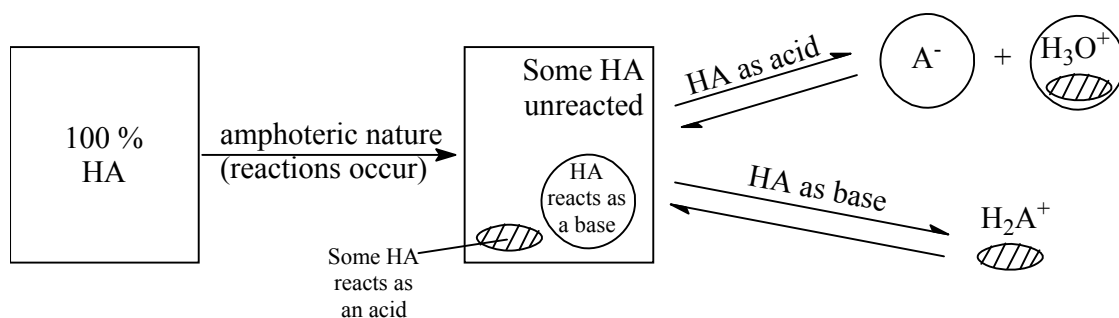 100 %
HA
amphoteric nature
(reactions occur)
Some HA
unreacted
HA
reacts as
a base
Some HA
reacts as
an acid
HA as acid
A⁻
+
H₃O⁺
HA as base
H₂A⁺